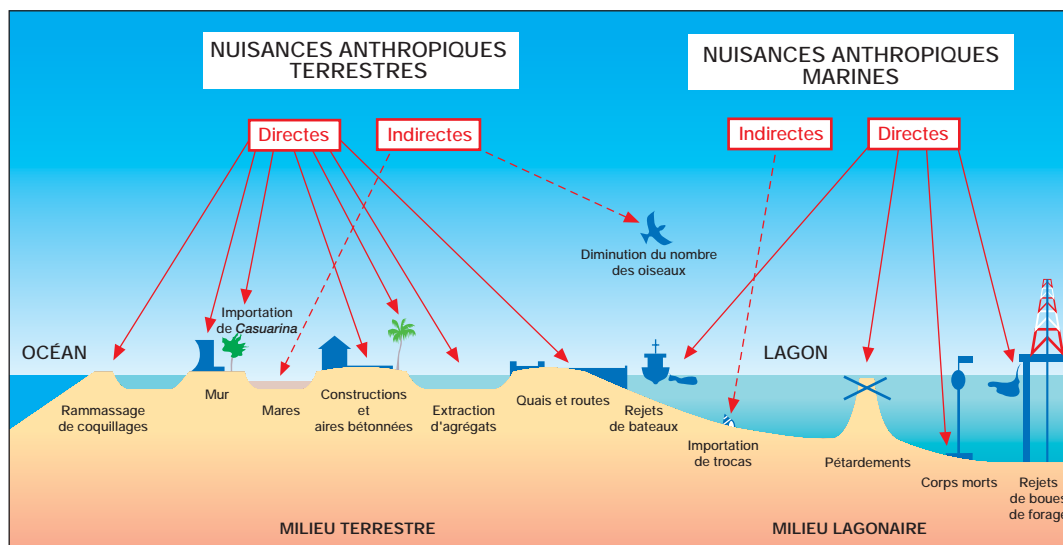 NUISANCES ANTHROPIQUES
TERRESTRES
NUISANCES ANTHROPIQUES
MARINES
Directes
Indirectes
Indirectes
Directes
Diminution du nombre
des oiseaux
Importation
de Casuarina
OCÉAN
LAGON
Rammassage
de coquillages
Mur
Mares
Constructions
et
aires bétonnées
Extraction
d'agrégats
Quais et routes
Rejets
de bateaux
Importation
de trocas
Pétardements
Corps morts
Rejets
de boues
de forage
MILIEU TERRESTRE
MILIEU LAGONAIRE